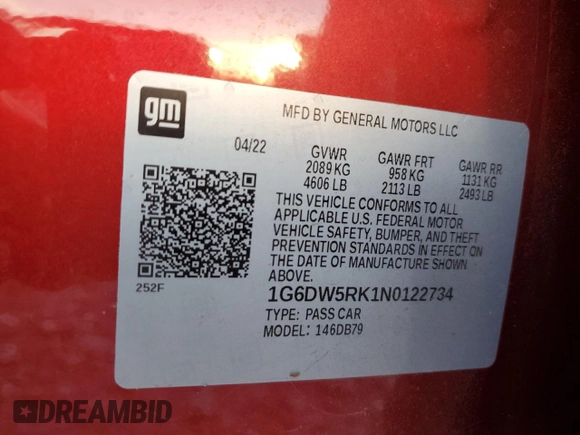 gm
MFD BY GENERAL MOTORS LLC
04/22 GVWR GAWR FRT GAWR RR
2089 KG 958 KG 1131 KG
4606 LB 2113 LB 2493 LB
THIS VEHICLE CONFORMS TO ALL
APPLICABLE U.S. FEDERAL MOTOR
VEHICLE SAFETY, BUMPER, AND THEFT
PREVENTION STANDARDS IN EFFECT ON
THE DATE OF MANUFACTURE SHOWN
ABOVE.
252F
1G6DW5RK1N0122734
TYPE: PASS CAR
MODEL: 146DB79
DREAMBID